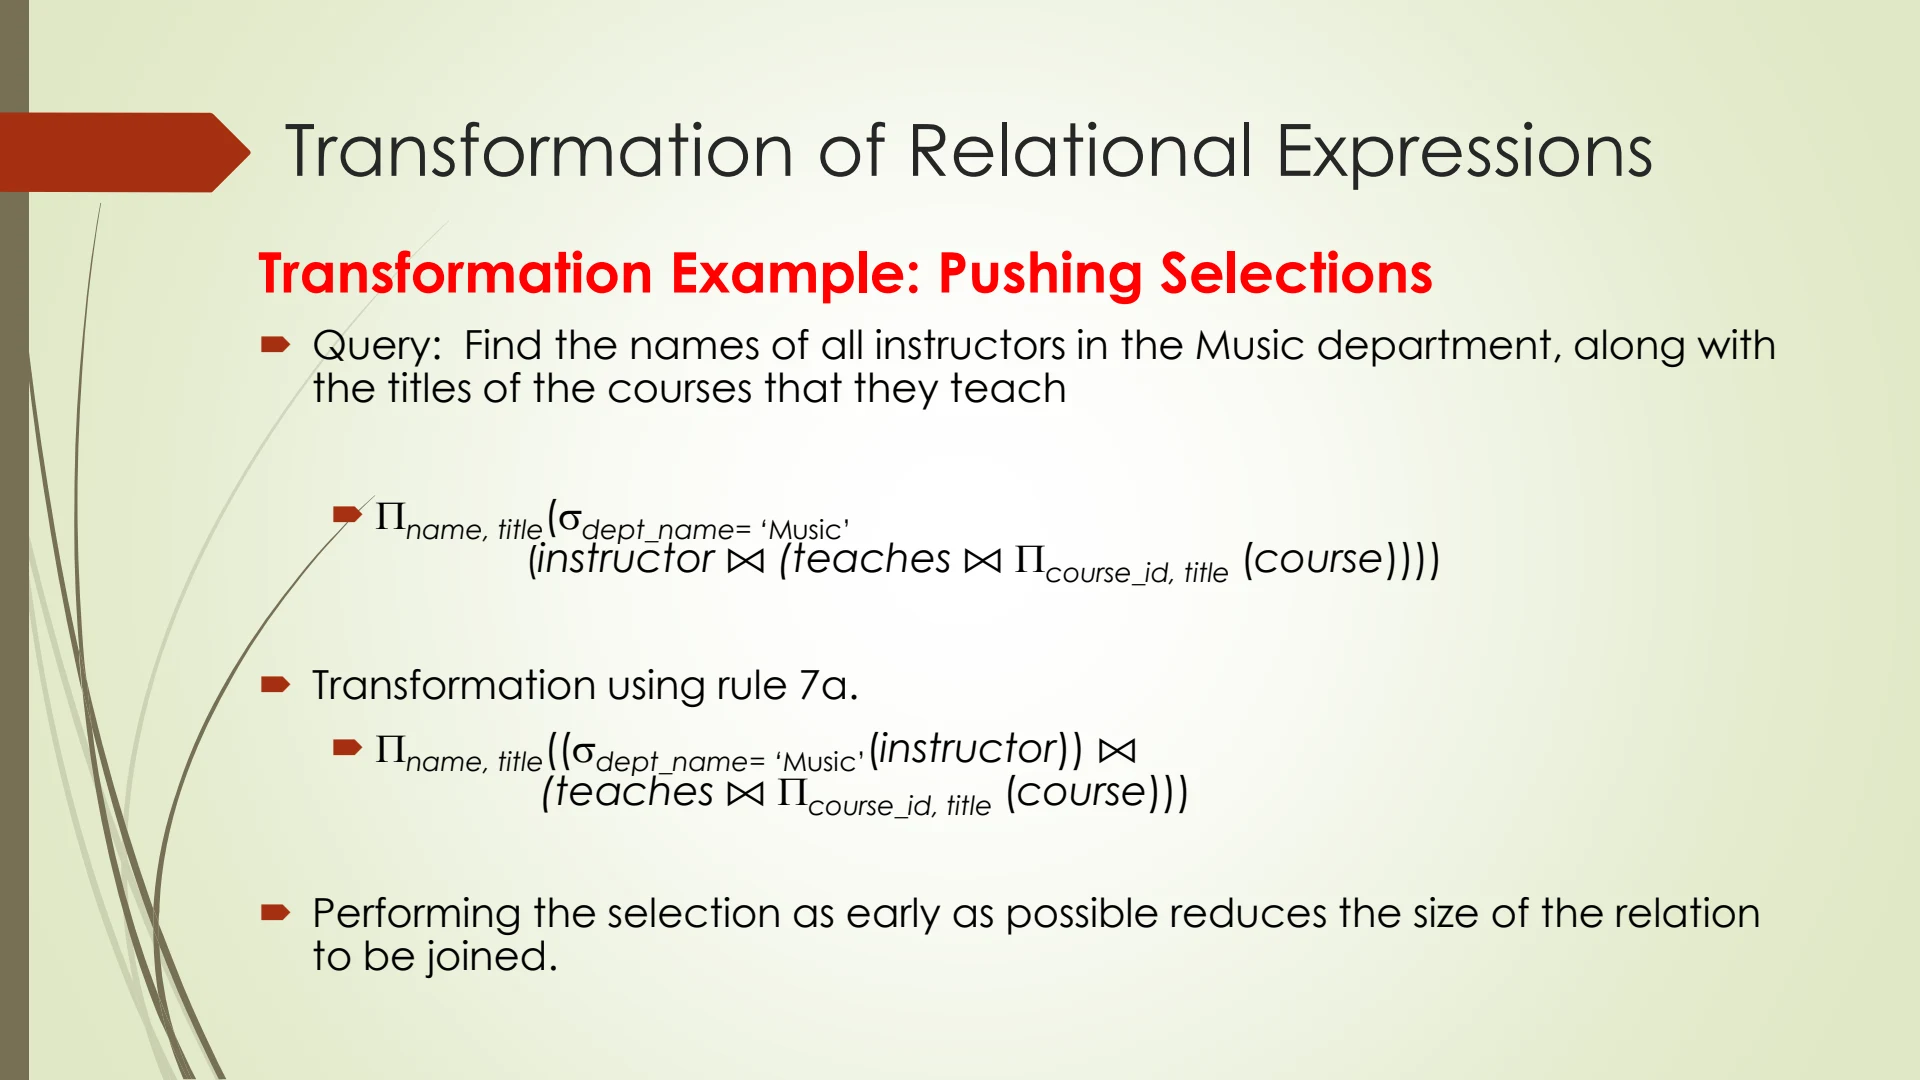 Transformation of Relational Expressions
Transformation Example: Pushing Selections
Query:  Find the names of all instructors in the Music department, along with
the titles of the courses that they teach
Πname, title(σdept_name= ‘Music’
(instructor ⋈ (teaches ⋈ Πcourse_id, title (course))))
Transformation using rule 7a.
Πname, title((σdept_name= ‘Music’(instructor)) ⋈
(teaches ⋈ Πcourse_id, title (course)))
Performing the selection as early as possible reduces the size of the relation
to be joined.